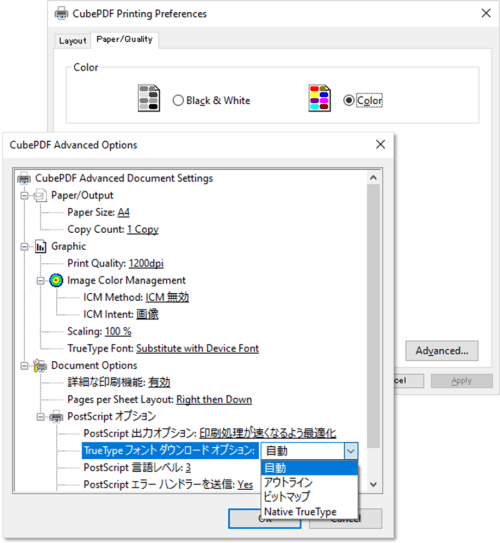 CubePDF Printing Preferences
Layout
Paper/Quality
Color
Black & White
Color
Advanced...
cel
Apply
CubePDF Advanced Options
CubePDF Advanced Document Settings
Paper/Output
Paper Size: A4
Copy Count: 1 Copy
Graphic
Print Quality: 1200dpi
Image Color Management
ICM Method: ICM 無効
ICM Intent: 画像
Scaling: 100 %
TrueType Font: Substitute with Device Font
Document Options
詳細な印刷機能: 有効
Pages per Sheet Layout: Right then Down
PostScript オプション
PostScript 出力オプション: 印刷処理が速くなるよう最適化
TrueType フォント ダウンロード オプション: 自動
PostScript 言語レベル: 3
PostScript エラー ハンドラーを送信: Yes
自動
アウトライン
ビットマップ
Native TrueType
OK
Cancel